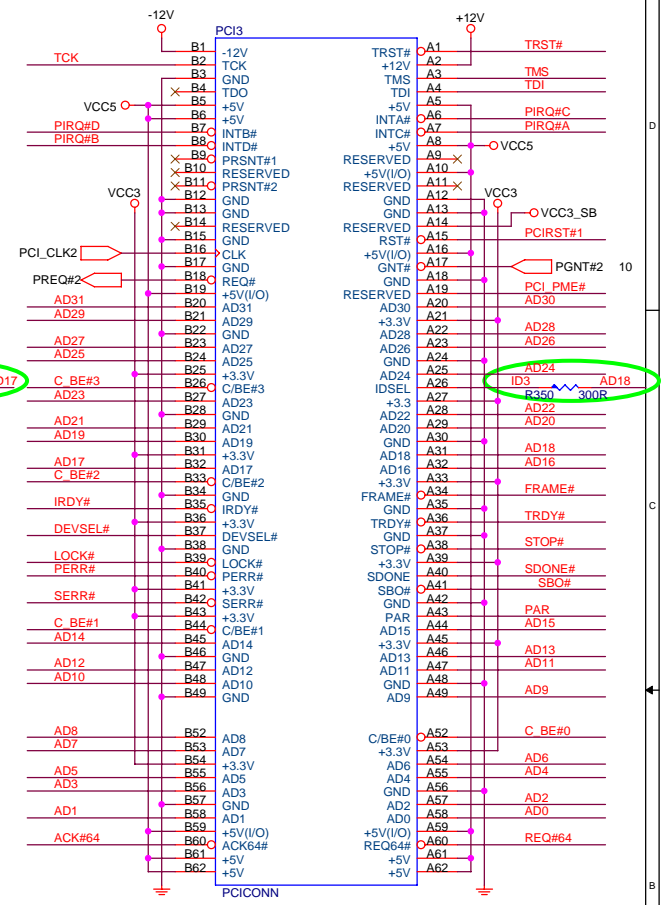 -12V +12V
PCI3
B1 -12V TRST# A1 TRST#
TCK B2 TCK +12V A2
B3 GND TMS A3 TMS
B4 TDO TDI A4 TDI
VCC5 B5 +5V +5V A5
B6 +5V INTA# A6 PIRQ#C
PIRQ#D B7 INTB# INTC# A7 PIRQ#A
PIRQ#B B8 INTD# +5V A8 VCC5
B9 PRSNT#1 RESERVED A9
B10 RESERVED +5V(I/O) A10
B11 PRSNT#2 RESERVED A11
VCC3 B12 GND GND A12 VCC3
B13 GND GND A13 VCC3_SB
B14 RESERVED RESERVED A14
B15 GND RST# A15 PCIRST#1
PCI_CLK2 B16 CLK +5V(I/O) A16
B17 GND GNT# A17 PGNT#2 10
PREQ#2 B18 REQ# GND A18
B19 +5V(I/O) RESERVED A19 PCI_PME#
AD31 B20 AD31 AD30 A20 AD30
AD29 B21 AD29 +3.3V A21
B22 GND AD28 A22 AD28
AD27 B23 AD27 AD26 A23 AD26
AD25 B24 AD25 GND A24
B25 +3.3V AD24 A25 AD24
D17 C_BE#3 B26 C/BE#3 IDSEL A26 ID3 AD18
AD23 B27 AD23 +3.3 A27 R350 300R
B28 GND AD22 A28 AD22
AD21 B29 AD21 AD20 A29 AD20
AD19 B30 AD19 GND A30
B31 +3.3V AD18 A31 AD18
AD17 B32 AD17 AD16 A32 AD16
C_BE#2 B33 C/BE#2 +3.3V A33
B34 GND FRAME# A34 FRAME#
IRDY# B35 IRDY# GND A35
B36 +3.3V TRDY# A36 TRDY#
DEVSEL# B37 DEVSEL# GND A37
B38 GND STOP# A38 STOP#
LOCK# B39 LOCK# +3.3V A39
PERR# B40 PERR# SDONE A40 SDONE#
B41 +3.3V SBO# A41 SBO#
SERR# B42 SERR# GND A42
B43 +3.3V PAR A43 PAR
C_BE#1 B44 C/BE#1 AD15 A44 AD15
AD14 B45 AD14 +3.3V A45
B46 GND AD13 A46 AD13
AD12 B47 AD12 AD11 A47 AD11
AD10 B48 AD10 GND A48
B49 GND AD9 A49 AD9
AD8 B52 AD8 C/BE#0 A52 C_BE#0
AD7 B53 AD7 +3.3V A53
B54 +3.3V AD6 A54 AD6
AD5 B55 AD5 AD4 A55 AD4
AD3 B56 AD3 GND A56
B57 GND AD2 A57 AD2
AD1 B58 AD1 AD0 A58 AD0
B59 +5V(I/O) +5V(I/O) A59
ACK#64 B60 ACK64# REQ64# A60 REQ#64
B61 +5V +5V A61
B62 +5V +5V A62
PCICONN
D
C
B